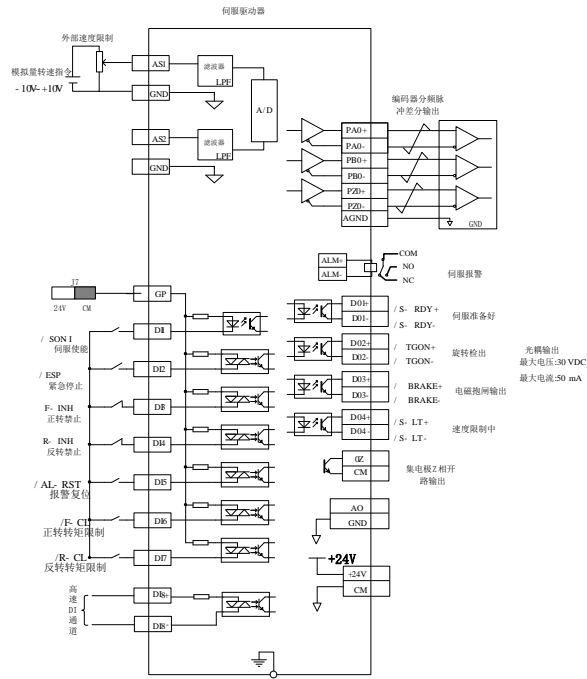 伺服驱动器
外部速度限制
模拟量转速指令
- 10V~ +10V
AS1
GND
滤波器
LPF
A/D
AS2
GND
滤波器
LPF
编码器分频脉
冲差分输出
PA0+
PA0-
PB0+
PB0-
PZ0+
PZ0-
AGND
GND
ALM+
ALM-
COM
NO
NC
伺服报警
J7
24V CM
GP
/ SON I
伺服使能
DI1
/ ESP
紧急停止
DI2
F- INH
正转禁止
DI3
R- INH
反转禁止
DI4
/ AL- RST
报警复位
DI5
/F- CL
正转转矩限制
DI6
/R- CL
反转转矩限制
DI7
高
速
DI
通
道
DI8+
DI8-
D01+
D01-
/ S- RDY+
/ S- RDY-
伺服准备好
D02+
D02-
/ TGON+
/ TGON-
旋转检出
D03+
D03-
/ BRAKE+
/ BRAKE-
电磁抱闸输出
D04+
D04-
/ S- LT+
/ S- LT-
速度限制中
光耦输出
最大电压:30 VDC
最大电流:50 mA
0Z
CM
集电极Z相开
路输出
AO
GND
+24V
+24V
CM